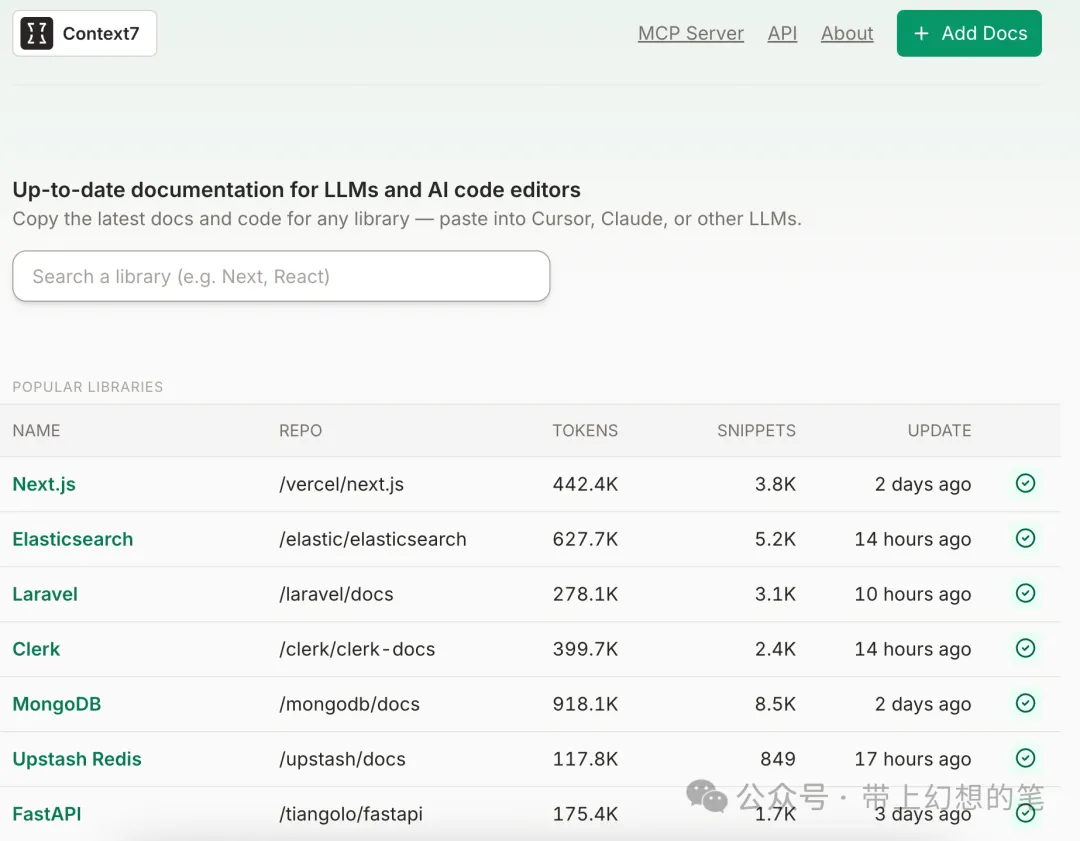 Context7 MCP Server API About + Add Docs
Up-to-date documentation for LLMs and AI code editors
Copy the latest docs and code for any library — paste into Cursor, Claude, or other LLMs.
Search a library (e.g. Next, React)
POPULAR LIBRARIES
NAME REPO TOKENS SNIPPETS UPDATE
Next.js /vercel/next.js 442.4K 3.8K 2 days ago
Elasticsearch /elastic/elasticsearch 627.7K 5.2K 14 hours ago
Laravel /laravel/docs 278.1K 3.1K 10 hours ago
Clerk /clerk/clerk-docs 399.7K 2.4K 14 hours ago
MongoDB /mongodb/docs 918.1K 8.5K 2 days ago
Upstash Redis /upstash/docs 117.8K 849 17 hours ago
公众号 · 带上幻想的笔
FastAPI /tiangolo/fastapi 175.4K 1.7K 3 days ago